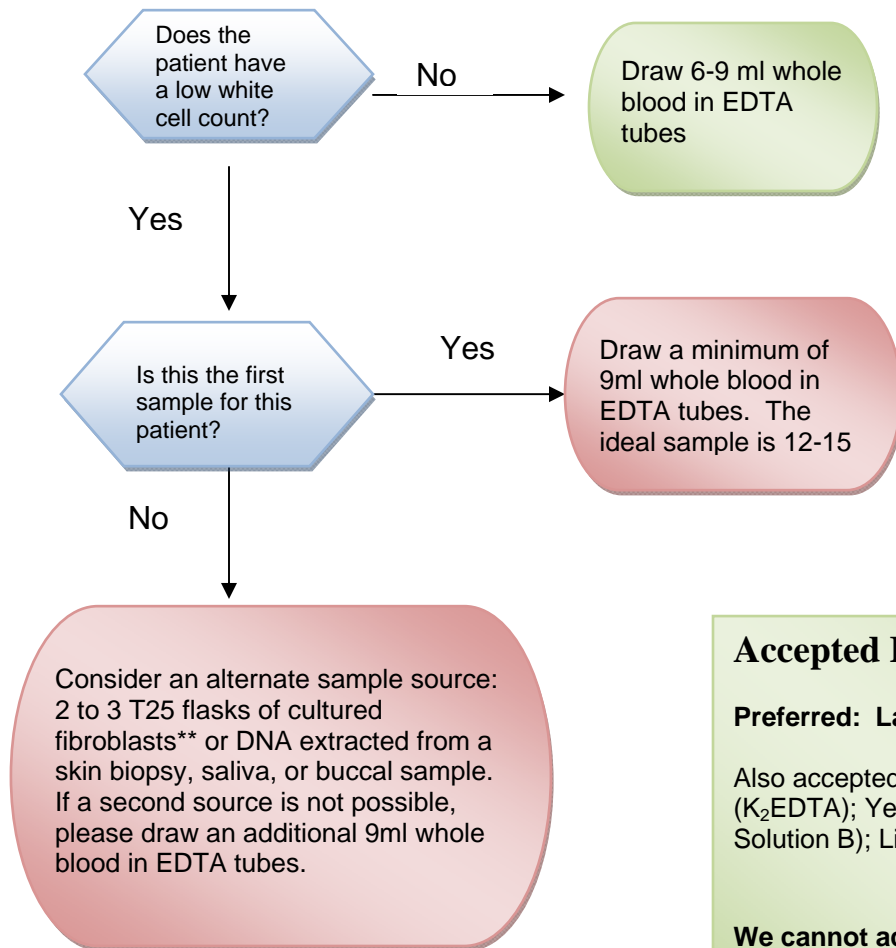 Does the
patient have
a low white
cell count?
No
Draw 6-9 ml whole
blood in EDTA
tubes
Yes
Is this the first
sample for this
patient?
Yes
Draw a minimum of
9ml whole blood in
EDTA tubes. The
ideal sample is 12-15
No
Consider an alternate sample source:
2 to 3 T25 flasks of cultured
fibroblasts** or DNA extracted from a
skin biopsy, saliva, or buccal sample.
If a second source is not possible,
please draw an additional 9ml whole
blood in EDTA tubes.
Accepted
Preferred:
Also accepted
(K₂EDTA);
Solution B);
We cannot